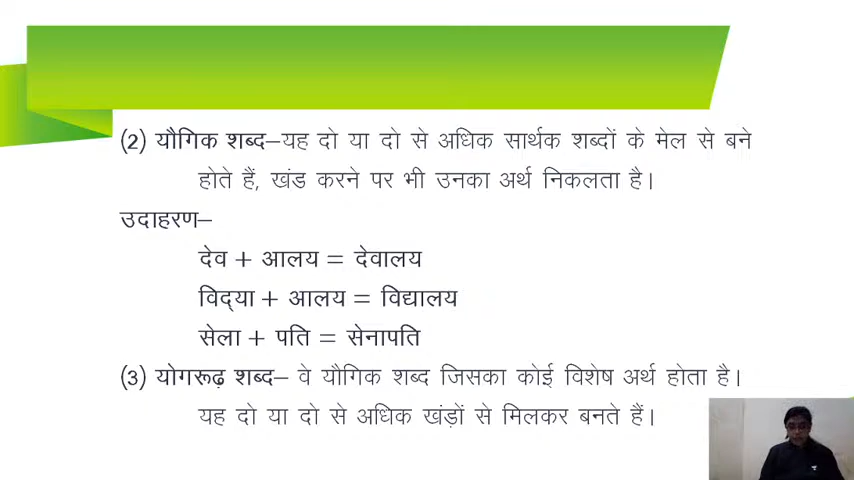 (2) यौगिक शब्द–यह दो या दो से अधिक सार्थक शब्दों के मेल से बने
होते हैं, खंड करने पर भी उनका अर्थ निकलता है।
उदाहरण–
देव + आलय = देवालय
विद्‌या + आलय = विद्यालय
सेला + पति = सेनापति
(3) योगरूढ़ शब्द– वे यौगिक शब्द जिसका कोई विशेष अर्थ होता है।
यह दो या दो से अधिक खंड़ों से मिलकर बनते हैं।